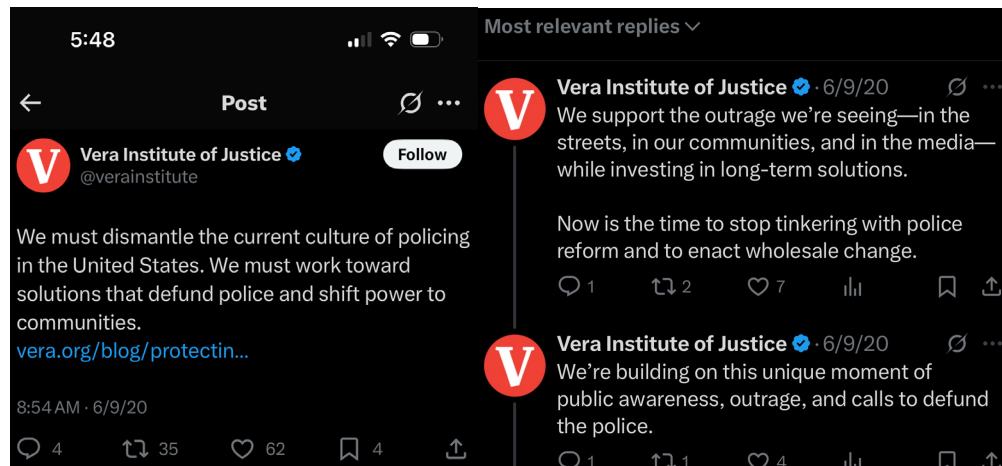 5:48
Post
Vera Institute of Justice
Follow
@verainstitute
We must dismantle the current culture of policing
in the United States. We must work toward
solutions that defund police and shift power to
communities.
vera.org/blog/protectin...
8:54 AM · 6/9/20
4 35 62 4
Most relevant replies
Vera Institute of Justice · 6/9/20
We support the outrage we're seeing—in the
streets, in our communities, and in the media—
while investing in long-term solutions.
Now is the time to stop tinkering with police
reform and to enact wholesale change.
1 2 7
Vera Institute of Justice · 6/9/20
We're building on this unique moment of
public awareness, outrage, and calls to defund
the police.
1 1 4